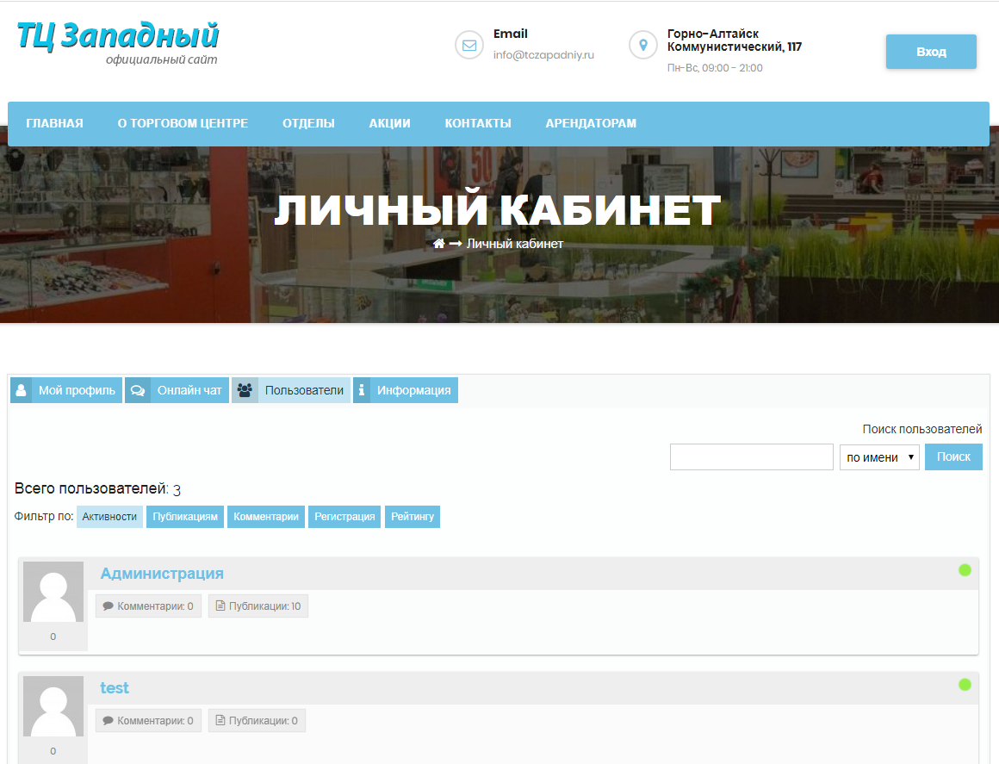 ТЦ Западный
официальный сайт
Email
info@tczapadniy.ru
Горно-Алтайск
Коммунистический, 117
Пн-Вс, 09:00 - 21:00
Вход
ГЛАВНАЯ
О ТОРГОВОМ ЦЕНТРЕ
ОТДЕЛЫ
АКЦИИ
КОНТАКТЫ
АРЕНДАТОРАМ
50
ЛИЧНЫЙ КАБИНЕТ
Личный кабинет
Мой профиль
Онлайн чат
Пользователи
Информация
Поиск пользователей
по имени
Поиск
Всего пользователей: 3
Фильтр по: Активности Публикациям Комментарии Регистрация Рейтингу
Администрация
Комментарии: 0
Публикации: 10
0
test
Комментарии: 0
Публикации: 0
0